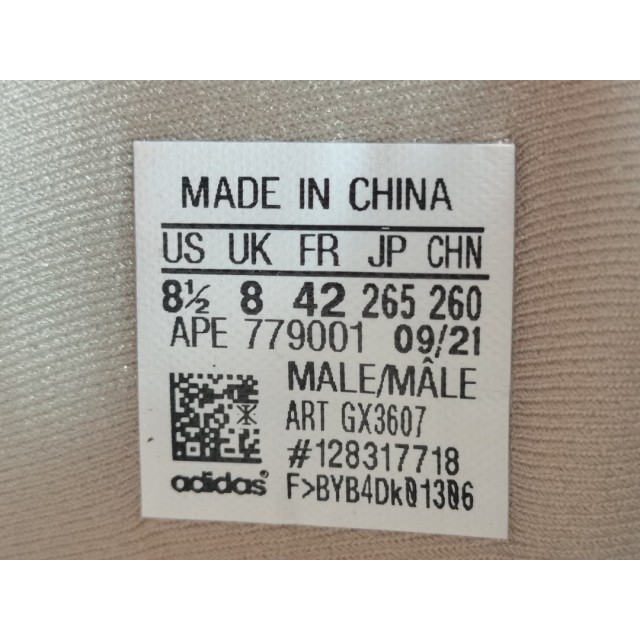 MADE IN CHINA
US UK FR JP CHN
8½ 8 42 265 260
APE 779001 09/21
MALE/MÂLE
ART GX3607
#128317718
adidas F>BYB4Dk01306